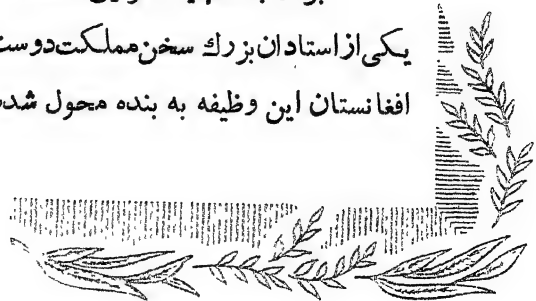 یکی از استادان بزرگ سخن مملکت دوست
افغانستان این وظیفه به بنده محول شد